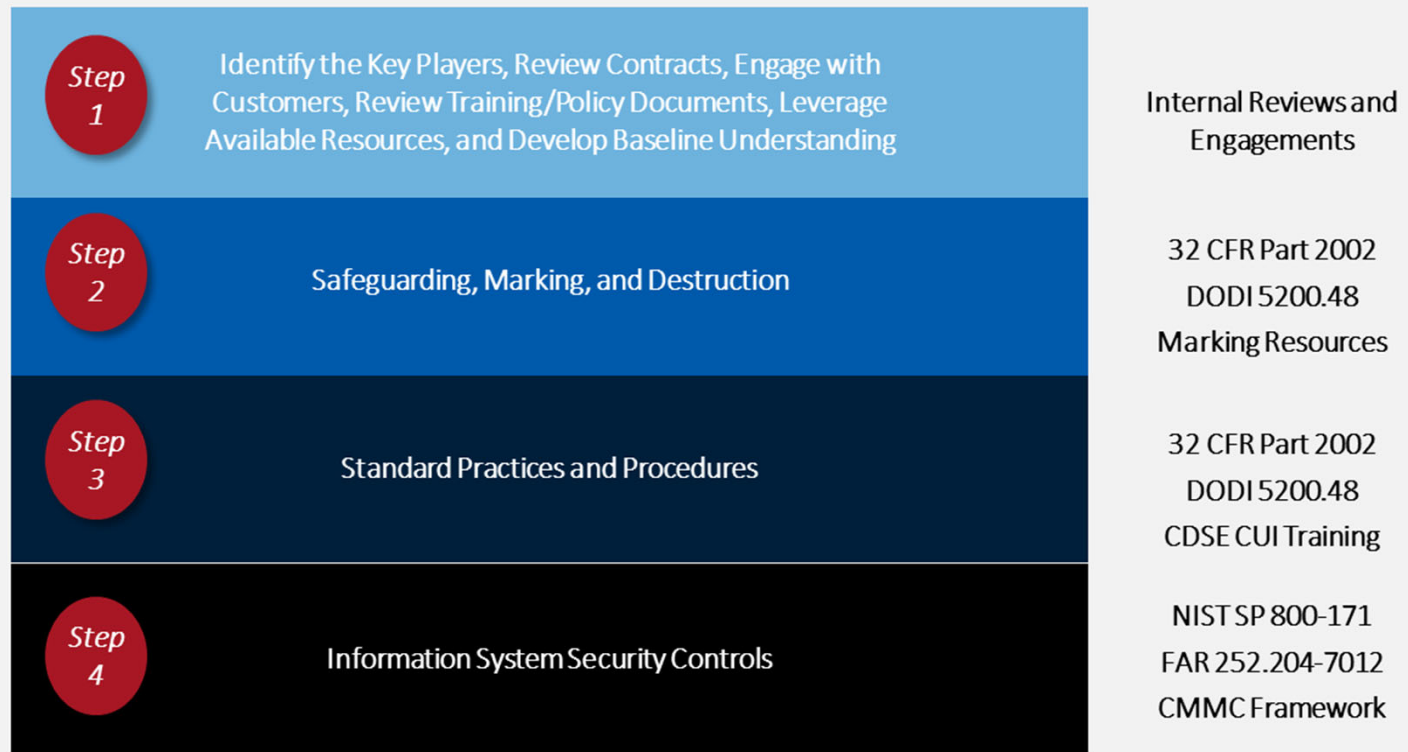 Step
1
Identify the Key Players, Review Contracts, Engage with
Customers, Review Training/Policy Documents, Leverage
Available Resources, and Develop Baseline Understanding
Internal Reviews and
Engagements
Step
2
Safeguarding, Marking, and Destruction
32 CFR Part 2002
DODI 5200.48
Marking Resources
Step
3
Standard Practices and Procedures
32 CFR Part 2002
DODI 5200.48
CDSE CUI Training
Step
4
Information System Security Controls
NIST SP 800-171
FAR 252.204-7012
CMMC Framework